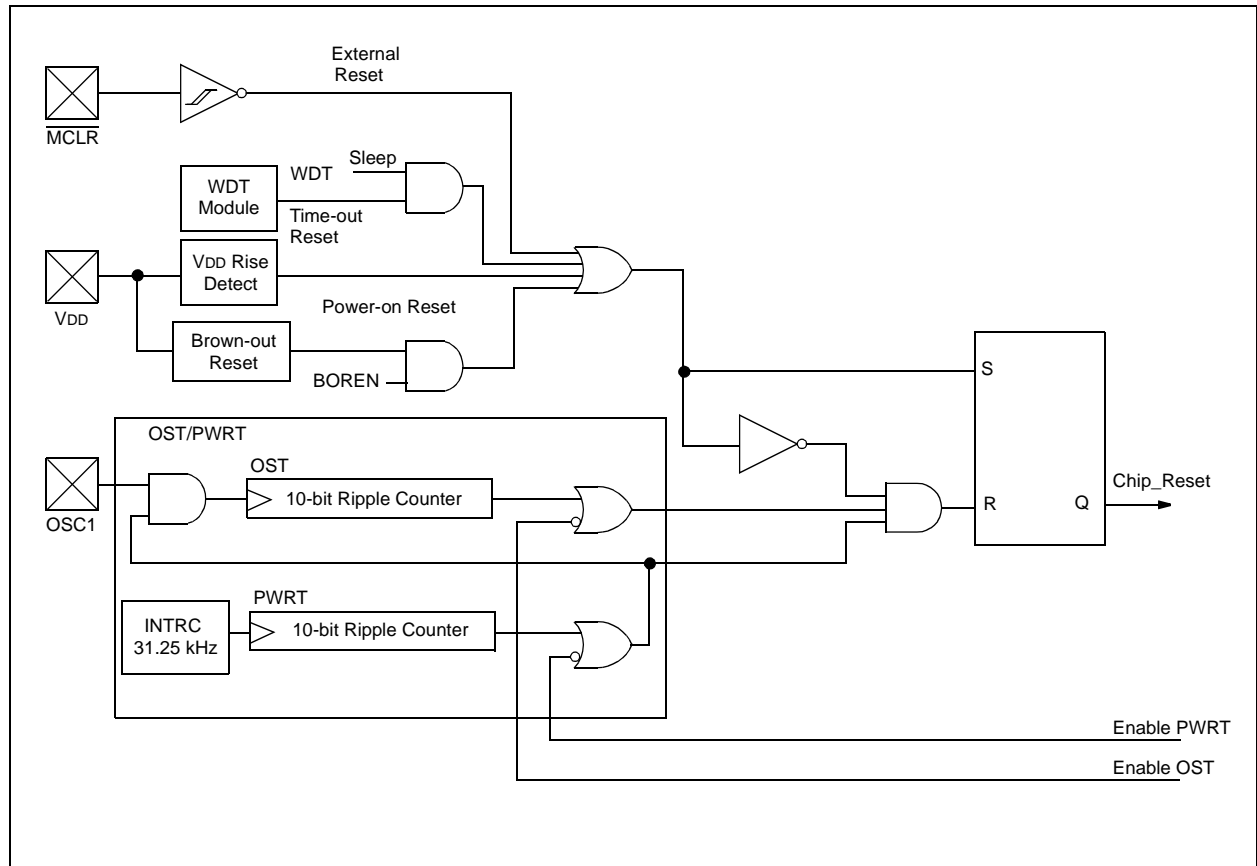 External
Reset
MCLR
Sleep
WDT
WDT
Module
Time-out
Reset
VDD Rise
Detect
VDD
Power-on Reset
Brown-out
Reset
BOREN
S
OST/PWRT
OST
10-bit Ripple Counter
OSC1
Chip_Reset
R
Q
PWRT
INTRC
31.25 kHz
10-bit Ripple Counter
Enable PWRT
Enable OST